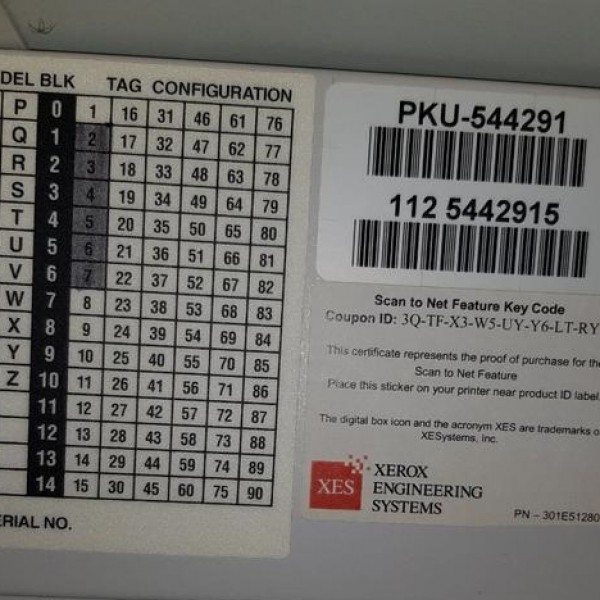 DEL BLK TAG CONFIGURATION
P 0 1 16 31 46 61 76
Q 1 2 17 32 47 62 77
R 2 3 18 33 48 63 78
S 3 4 19 34 49 64 79
T 4 5 20 35 50 65 80
U 5 6 21 36 51 66 81
V 6 7 22 37 52 67 82
W 7 8 23 38 53 68 83
X 8 9 24 39 54 69 84
Y 9 10 25 40 55 70 85
Z 10 11 26 41 56 71 86
11 12 27 42 57 72 87
12 13 28 43 58 73 88
13 14 29 44 59 74 89
14 15 30 45 60 75 90
ERIAL NO.
PKU-544291
112 5442915
Scan to Net Feature Key Code
Coupon ID: 3Q-TF-X3-W5-UY-Y6-LT-RY
This certificate represents the proof of purchase for the
Scan to Net Feature
Place this sticker on your printer near product ID label.
The digital box icon and the acronym XES are trademarks o
XESystems, Inc.
XES
XEROX
ENGINEERING
SYSTEMS
PN – 301E51280